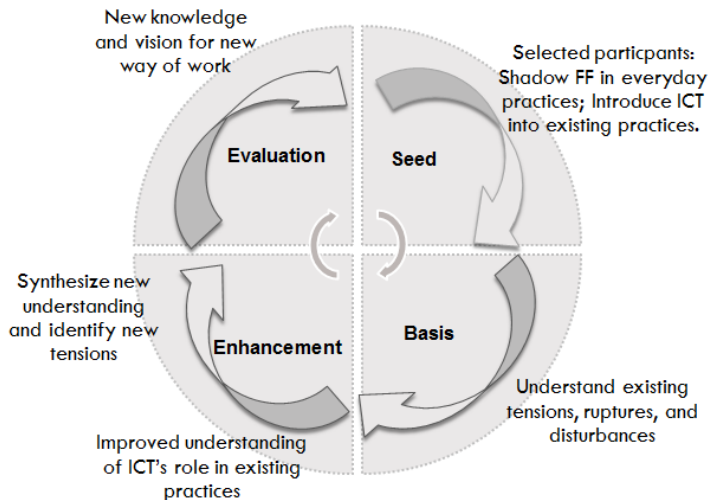 New knowledge
and vision for new
way of work
Selected particpants:
Shadow FF in everyday
practices; Introduce ICT
into existing practices.
Evaluation
Seed
Synthesize new
understanding
and identify new
tensions
Enhancement
Basis
Understand existing
tensions, ruptures, and
disturbances
Improved understanding
of ICT's role in existing
practices